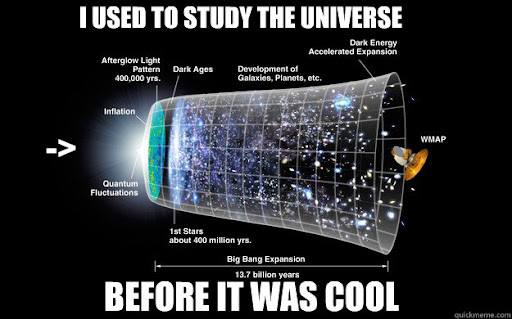 I USED TO STUDY THE UNIVERSE
Dark Energy
Accelerated Expansion
Afterglow Light
Pattern
400,000 yrs.
Dark Ages
Development of
Galaxies, Planets, etc.
Inflation
WMAP
->
Quantum
Fluctuations
1st Stars
about 400 million yrs.
Big Bang Expansion
13.7 billion years
BEFORE IT WAS COOL
quickmeme.com